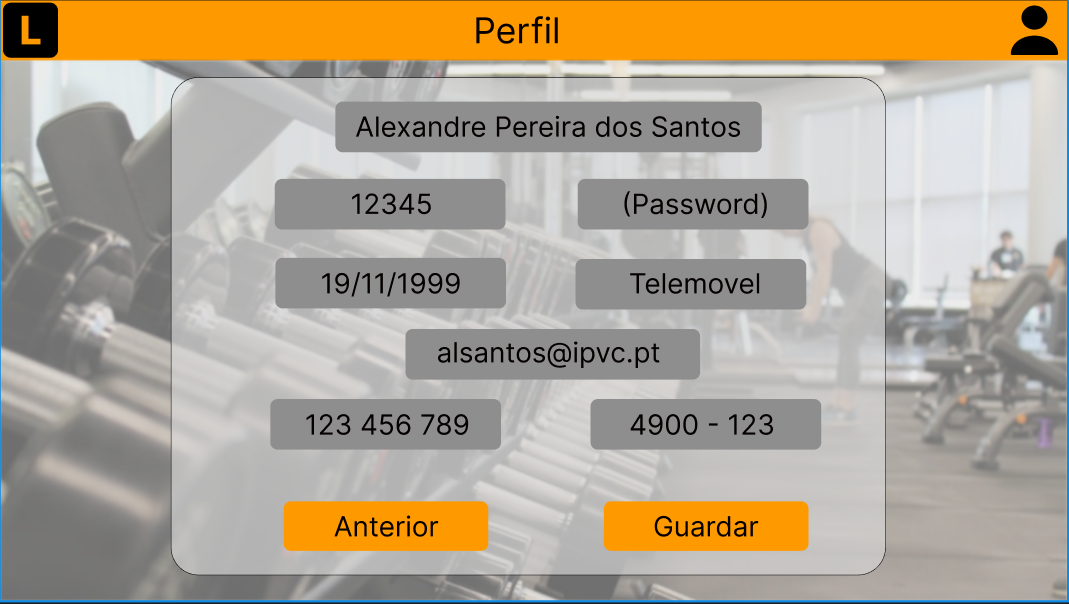 L
Perfil
Alexandre Pereira dos Santos
12345
(Password)
19/11/1999
Telemovel
alsantos@ipvc.pt
123 456 789
4900 - 123
Anterior
Guardar